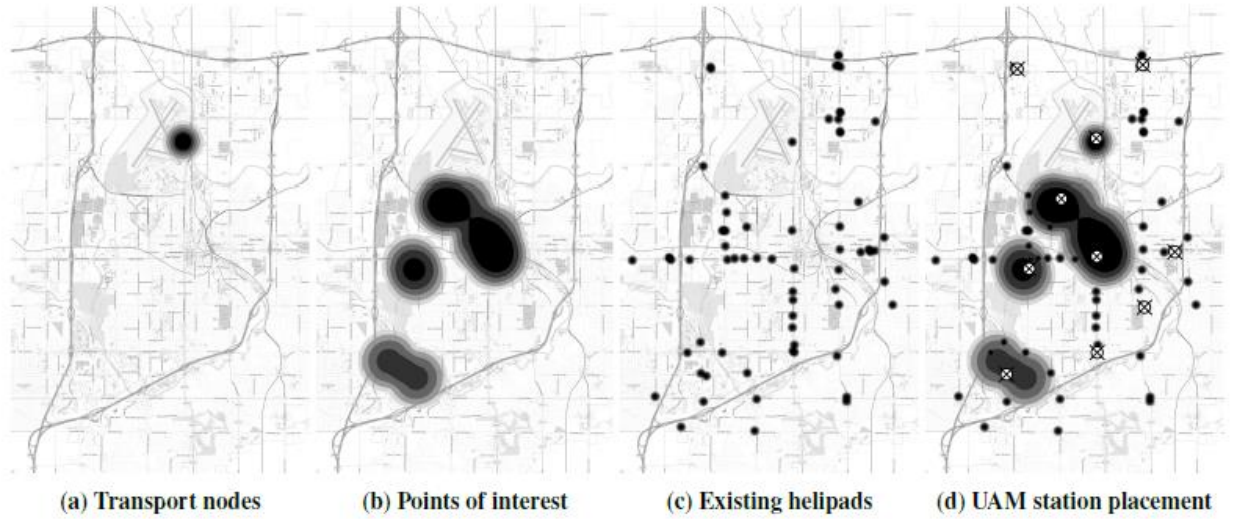 (a) Transport nodes
(b) Points of interest
(c) Existing helipads
(d) UAM station placement